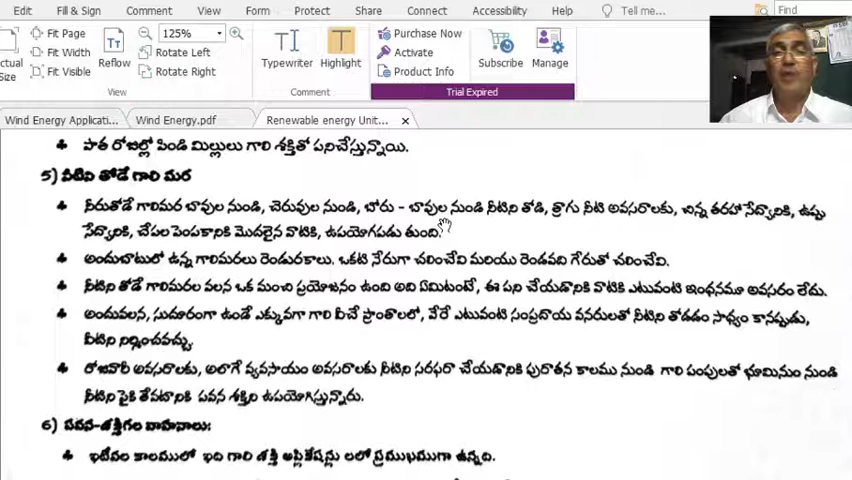 Edit Fill & Sign Comment View Form Protect Share Connect Accessibility Help Tell me... Find
ctual Size Fit Page Fit Width Fit Visible Reflow 125% Rotate Left Rotate Right Typewriter Highlight Purchase Now Activate Product Info Subscribe Manage
View Comment Trial Expired
Wind Energy Applicati... Wind Energy.pdf Renewable energy Unit... ×
పాత రోజుల్లో పిండి మిల్లులు గాలి శక్తితో పనిచేస్తున్నాయి.
5) నీటిని తోడే గాలి మర
నీరుతోడే గాలిమర బావుల నుండి, చెరువుల నుండి, బోరు - బావుల నుండి నీటిని తోడి, త్రాగు నీటి అవసరాలకు, చిన్న తరహాసేద్యానికి, ఉప్పు
సేద్యానికి, చేపల పెంపకానికి మొదలైన వాటికి, ఉపయోగపడు తుంది.
అందుబాటులో ఉన్న గాలిమరలు రెండురకాలు. ఒకటి నేరుగా చలించేవి మరియు రెండవది గేరుతో చలించేవి.
నీటిని తోడే గాలిమరల వలన ఒక మంచి ప్రయోజనం ఉంది అది ఏమిటంటే, ఈ పని చేయడానికి వాటికి ఎటువంటి ఇంధనమూ అవసరం లేదు.
అందువలన, సుదూరంగా ఉండే ఎక్కువగా గాలి వీచే ప్రాంతాలలో, వేరే ఎటువంటి సంప్రదాయ వనరులతో నీటిని తోడడం సాధ్యం కానప్పుడు,
వీటిని నిర్మించవచ్చు.
రోజువారీ అవసరాలకు, అలాగే వ్యవసాయం అవసరాలకు నీటిని సరఫరా చేయడానికి పురాతన కాలము నుండి గాలి పంపులతో భూమినుం నుండి
నీటిని పైకి తేవటానికి పవన శక్తిని ఉపయోగిస్తున్నారు.
6) పవన-శక్తిగల వాహనాలు:
ఇటీవల కాలములో ఇది గాలి శక్తి అప్లికేషన్లు లలో ప్రముఖముగా ఉన్నది.